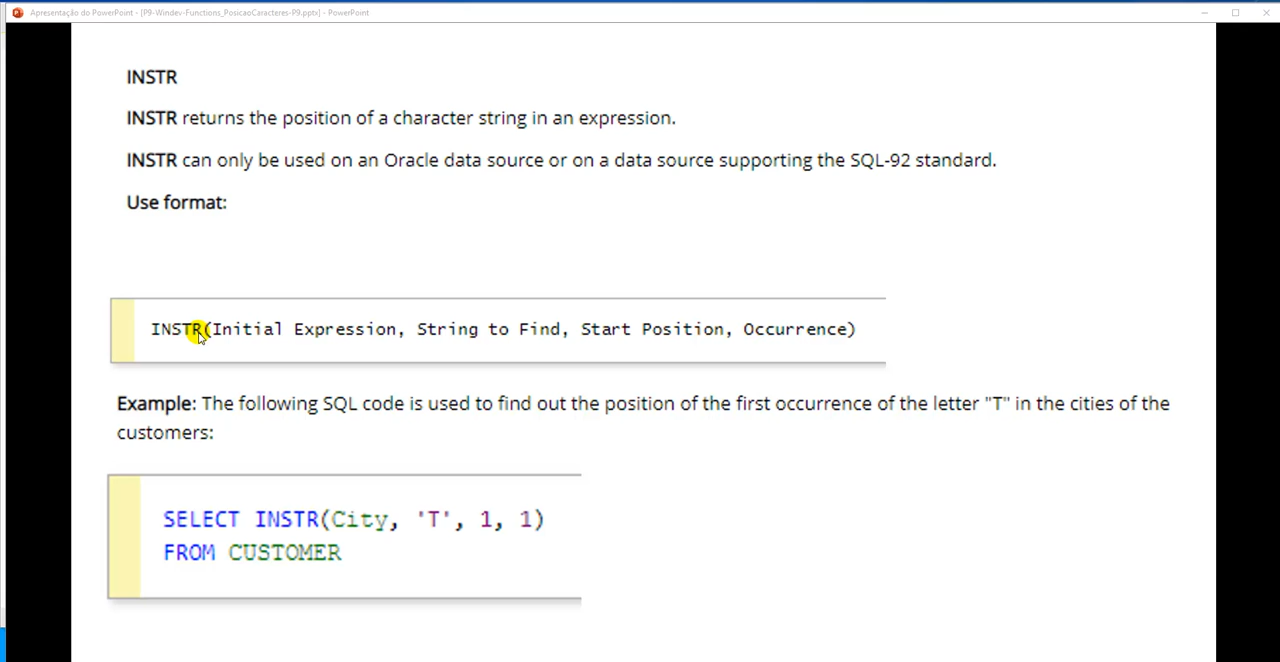 Apresentação do PowerPoint - [P9-Windev-Functions_PosicaoCaracteres-P9.pptx] - PowerPoint
INSTR
INSTR returns the position of a character string in an expression.
INSTR can only be used on an Oracle data source or on a data source supporting the SQL-92 standard.
Use format:
INSTR(Initial Expression, String to Find, Start Position, Occurrence)
Example: The following SQL code is used to find out the position of the first occurrence of the letter "T" in the cities of the
customers:
SELECT INSTR(City, 'T', 1, 1)
FROM CUSTOMER